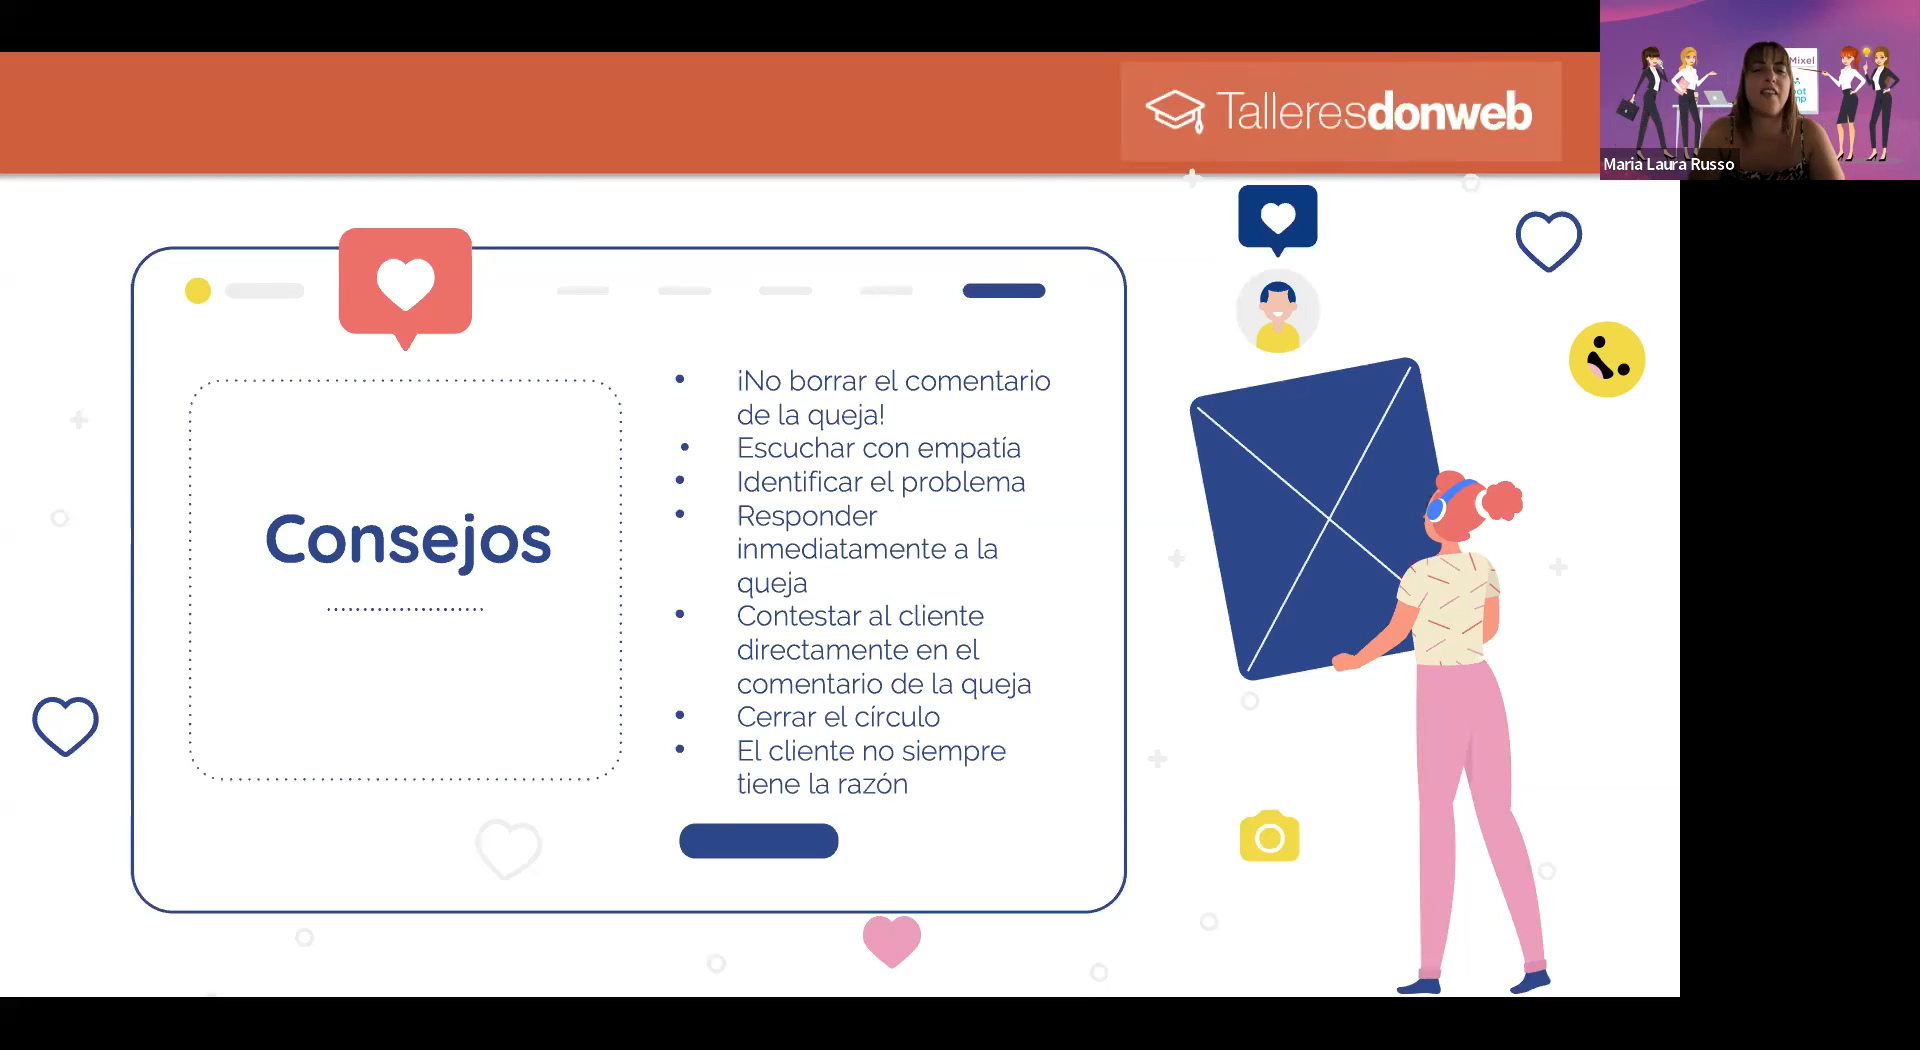 Talleresdonweb
Mixel
Maria Laura Russo
Consejos
¡No borrar el comentario
de la queja!
Escuchar con empatía
Identificar el problema
Responder
inmediatamente a la
queja
Contestar al cliente
directamente en el
comentario de la queja
Cerrar el círculo
El cliente no siempre
tiene la razón